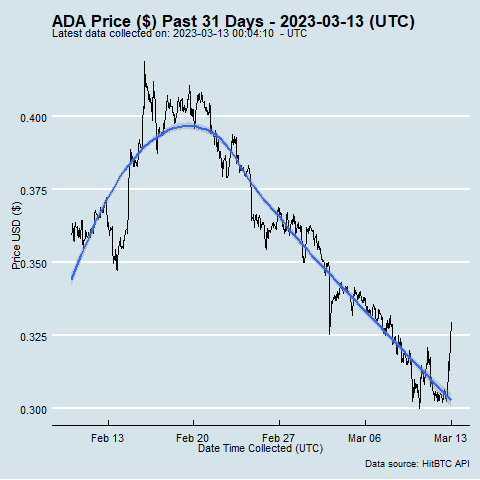 ADA Price ($) Past 31 Days - 2023-03-13 (UTC)
Latest data collected on: 2023-03-13 00:04:10 - UTC
0.400
0.375
0.350
0.325
0.300
Price USD ($)
Feb 13 Feb 20 Feb 27 Mar 06 Mar 13
Date Time Collected (UTC)
Data source: HitBTC API